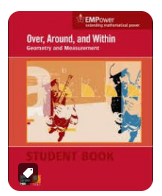 EMPower
extending mathematical power
Over, Around, and Within
Geometry and Measurement
STUDENT BOOK